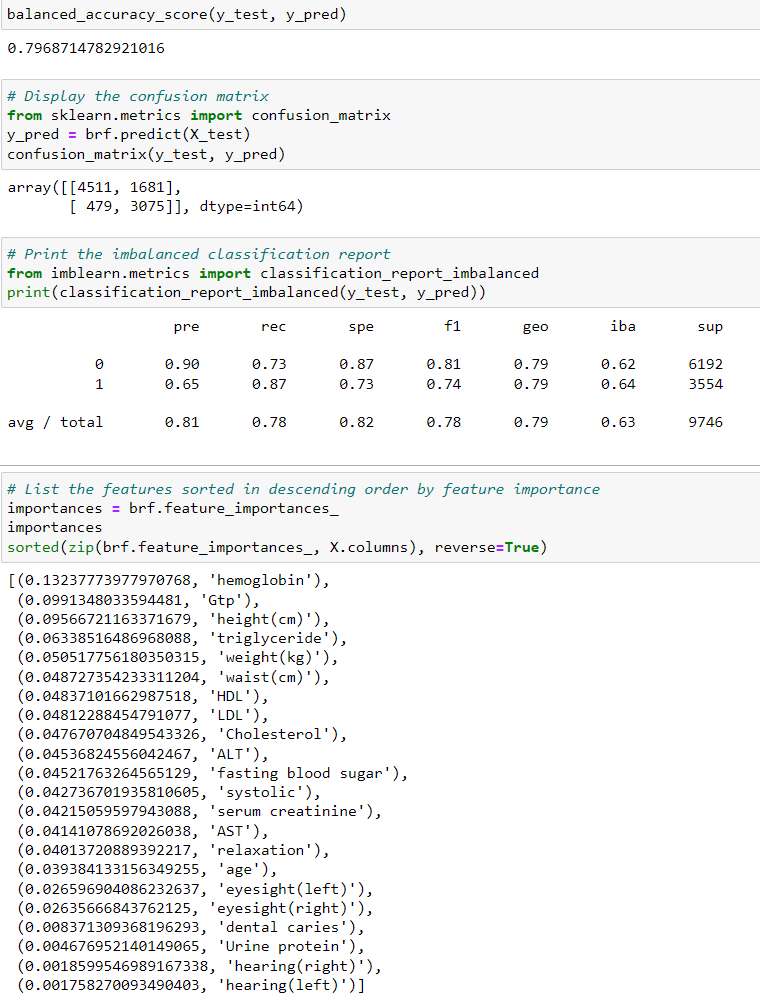 balanced_accuracy_score(y_test, y_pred)
0.7968714782921016
# Display the confusion matrix
from sklearn.metrics import confusion_matrix
y_pred = brf.predict(X_test)
confusion_matrix(y_test, y_pred)
array([[4511, 1681],
       [ 479, 3075]], dtype=int64)
# Print the imbalanced classification report
from imblearn.metrics import classification_report_imbalanced
print(classification_report_imbalanced(y_test, y_pred))
                   pre       rec       spe        f1       geo       iba       sup
          0       0.90      0.73      0.87      0.81      0.79      0.62      6192
          1       0.65      0.87      0.73      0.74      0.79      0.64      3554
avg / total       0.81      0.78      0.82      0.78      0.79      0.63      9746
# List the features sorted in descending order by feature importance
importances = brf.feature_importances_
importances
sorted(zip(brf.feature_importances_, X.columns), reverse=True)
[(0.13237773977970768, 'hemoglobin'),
 (0.0991348033594481, 'Gtp'),
 (0.09566721163371679, 'height(cm)'),
 (0.06338516486968088, 'triglyceride'),
 (0.050517756180350315, 'weight(kg)'),
 (0.048727354233311204, 'waist(cm)'),
 (0.04837101662987518, 'HDL'),
 (0.04812288454791077, 'LDL'),
 (0.047670704849543326, 'Cholesterol'),
 (0.04536824556042467, 'ALT'),
 (0.04521763264565129, 'fasting blood sugar'),
 (0.042736701935810605, 'systolic'),
 (0.04215059597943088, 'serum creatinine'),
 (0.04141078692026038, 'AST'),
 (0.04013720889392217, 'relaxation'),
 (0.039384133156349255, 'age'),
 (0.026596904086232637, 'eyesight(left)'),
 (0.02635666843762125, 'eyesight(right)'),
 (0.008371309368196293, 'dental caries'),
 (0.004676952140149065, 'Urine protein'),
 (0.0018599546989167338, 'hearing(right)'),
 (0.001758270093490403, 'hearing(left)')]